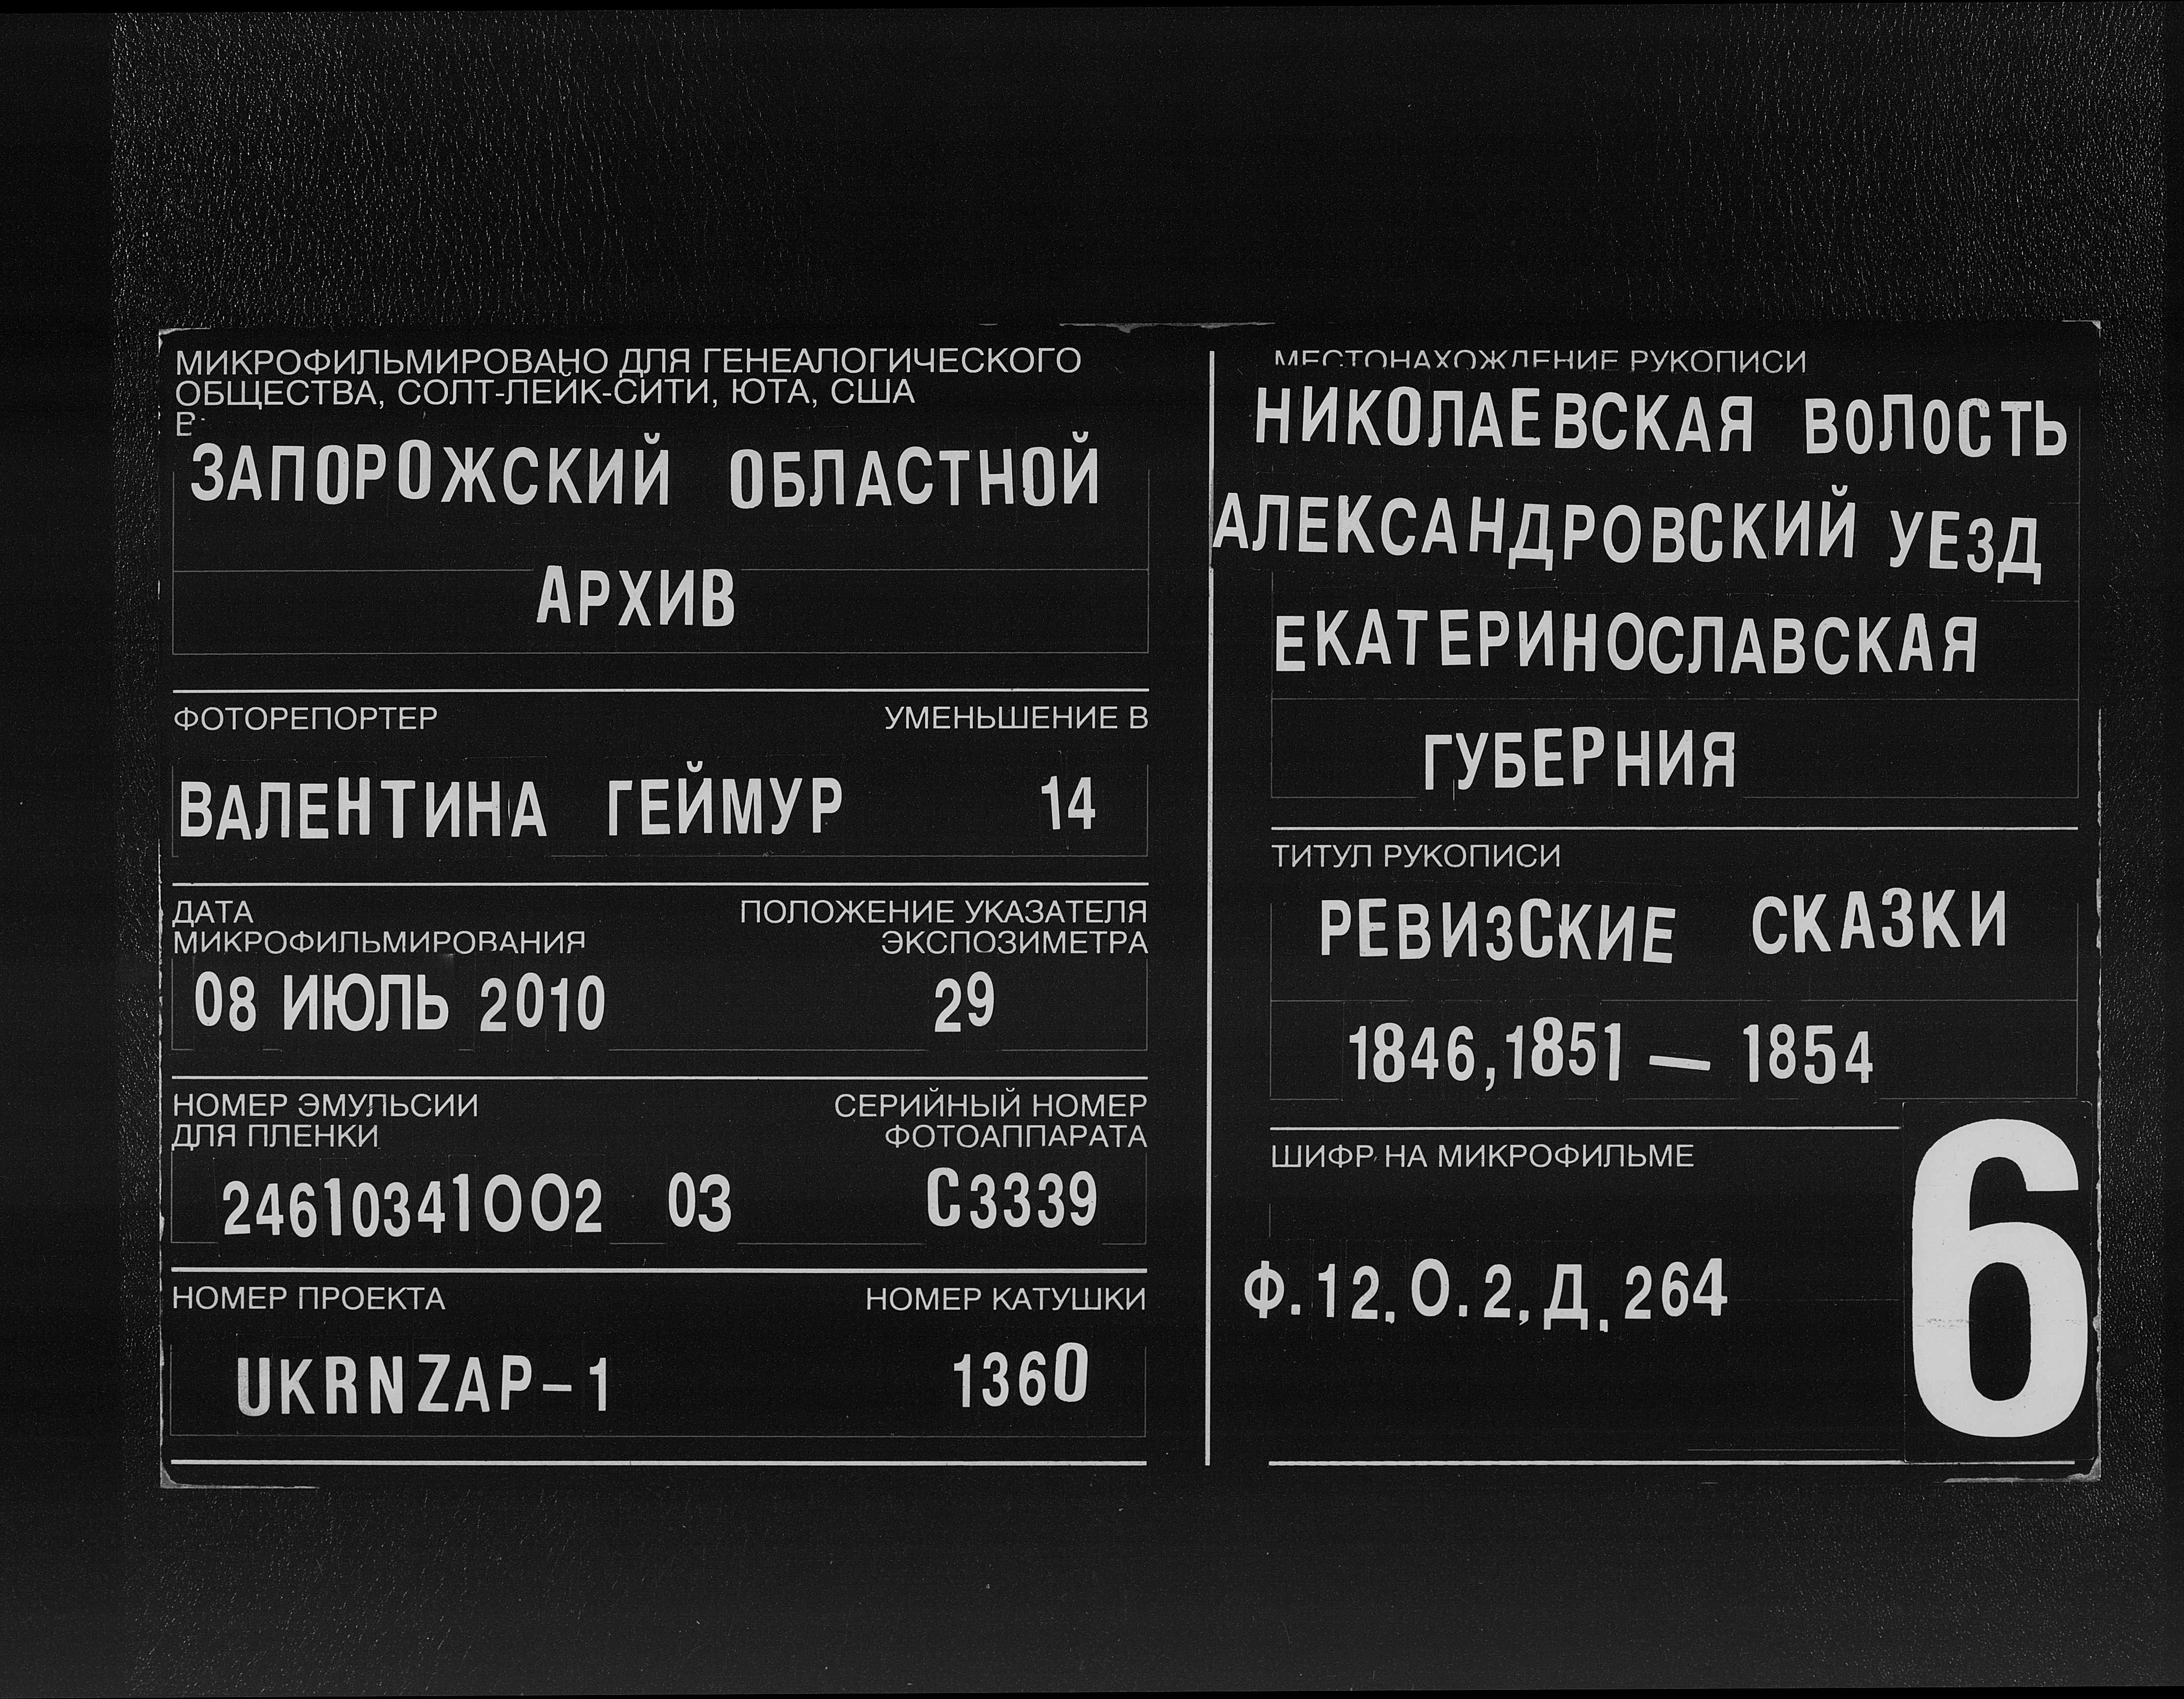 МИКРОФИЛЬМИРОВАНО ДЛЯ ГЕНЕАЛОГИЧЕСКОГО
ОБЩЕСТВА, СОЛТ-ЛЕЙК-СИТИ, ЮТА, США
В
ЗАПОРОЖСКИЙ ОБЛАСТНОЙ
АРХИВ
ФОТОРЕПОРТЕР УМЕНЬШЕНИЕ В
ВАЛЕНТИНА ГЕЙМУР 14
ДАТА ПОЛОЖЕНИЕ УКАЗАТЕЛЯ
МИКРОФИЛЬМИРОВАНИЯ ЭКСПОЗИМЕТРА
08 ИЮЛЬ 2010 29
НОМЕР ЭМУЛЬСИИ СЕРИЙНЫЙ НОМЕР
ДЛЯ ПЛЕНКИ ФОТОАППАРАТА
24610341002 03 С3339
НОМЕР ПРОЕКТА НОМЕР КАТУШКИ
UKRNZAP-1 1360
МЕСТОНАХОЖДЕНИЕ РУКОПИСИ
НИКОЛАЕВСКАЯ ВОЛОСТЬ
АЛЕКСАНДРОВСКИЙ УЕЗД
ЕКАТЕРИНОСЛАВСКАЯ
ГУБЕРНИЯ
ТИТУЛ РУКОПИСИ
РЕВИЗСКИЕ СКАЗКИ
1846,1851 — 1854
ШИФР НА МИКРОФИЛЬМЕ
Ф.12.О.2,Д.264
6